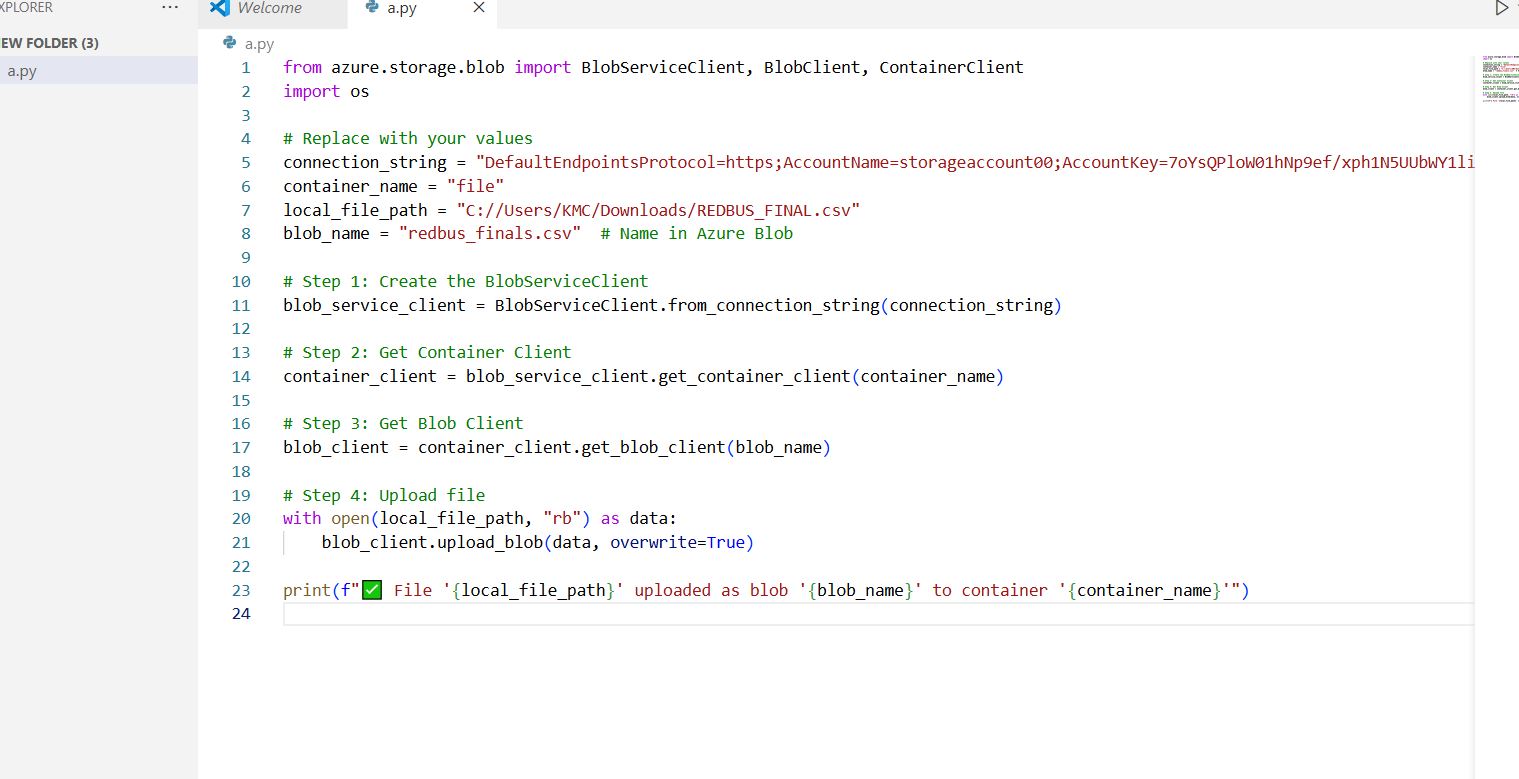 XPLORER ··· Welcome a.py
EW FOLDER (3)
a.py
a.py
1 from azure.storage.blob import BlobServiceClient, BlobClient, ContainerClient
2 import os
3
4 # Replace with your values
5 connection_string = "DefaultEndpointsProtocol=https;AccountName=storageaccount00;AccountKey=7oYsQPloW01hNp9ef/xph1N5UUbWY1li
6 container_name = "file"
7 local_file_path = "C://Users/KMC/Downloads/REDBUS_FINAL.csv"
8 blob_name = "redbus_finals.csv"  # Name in Azure Blob
9
10 # Step 1: Create the BlobServiceClient
11 blob_service_client = BlobServiceClient.from_connection_string(connection_string)
12
13 # Step 2: Get Container Client
14 container_client = blob_service_client.get_container_client(container_name)
15
16 # Step 3: Get Blob Client
17 blob_client = container_client.get_blob_client(blob_name)
18
19 # Step 4: Upload file
20 with open(local_file_path, "rb") as data:
21     blob_client.upload_blob(data, overwrite=True)
22
23 print(f"✅ File '{local_file_path}' uploaded as blob '{blob_name}' to container '{container_name}'")
24